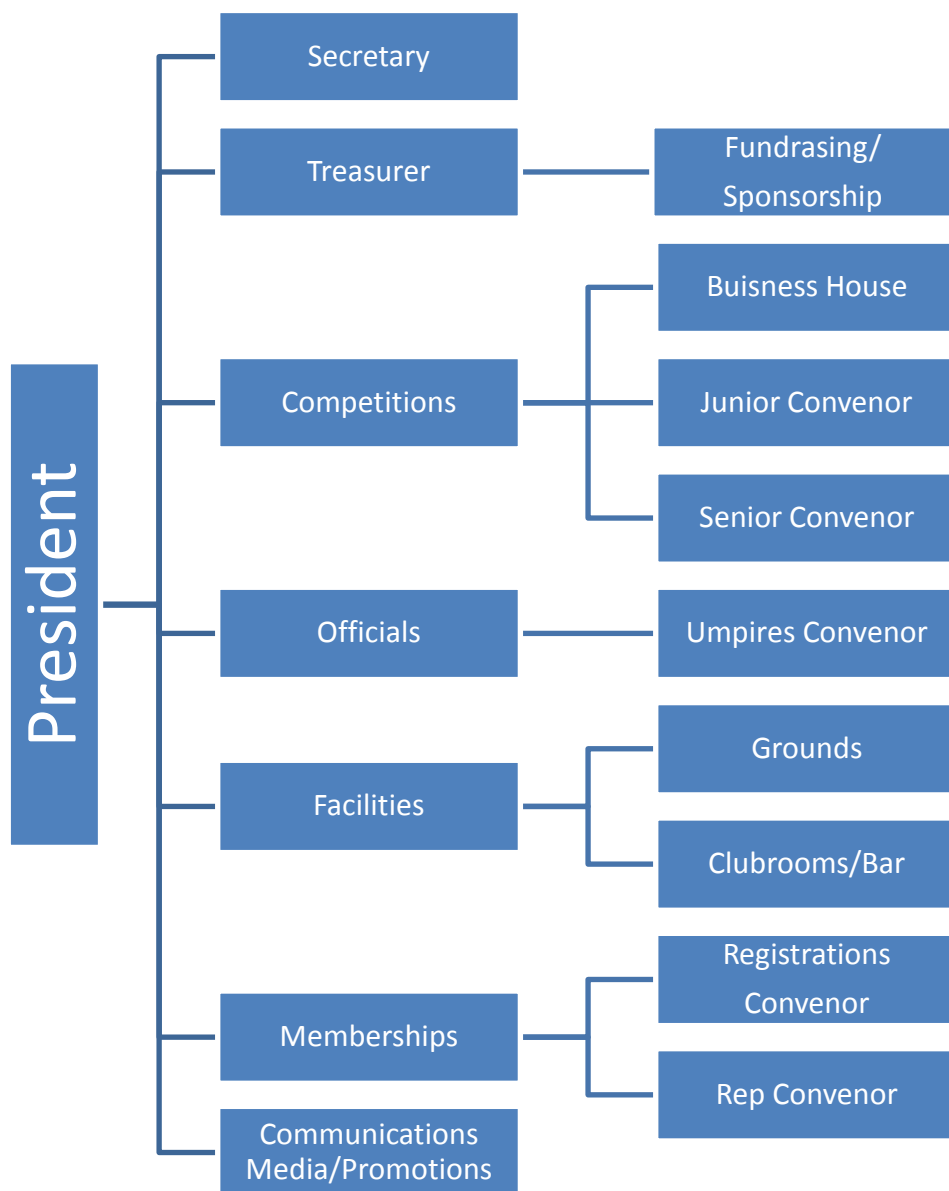 President
Secretary
Treasurer
Fundrasing/
Sponsorship
Competitions
Buisness House
Junior Convenor
Senior Convenor
Officials
Umpires Convenor
Facilities
Grounds
Clubrooms/Bar
Memberships
Registrations
Convenor
Rep Convenor
Communications
Media/Promotions